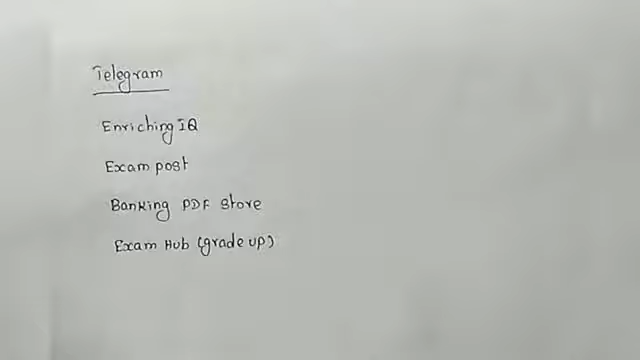 Telegram
Enriching IQ
Exam post
Banking PDF Store
Exam Hub (grade up)